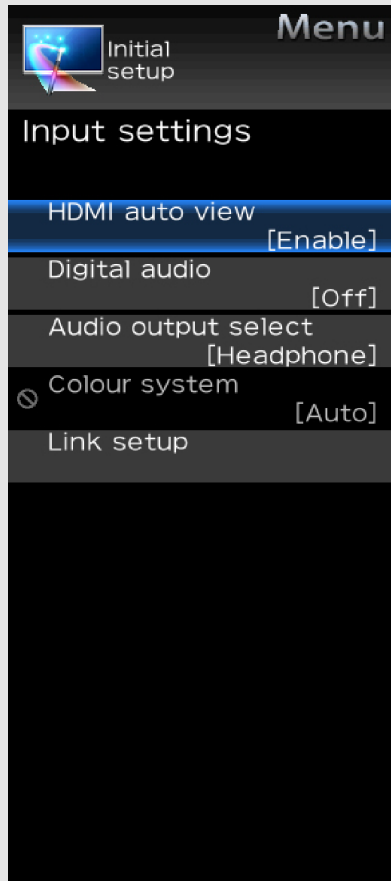 Menu
Initial
setup
Input settings
HDMI auto view
[Enable]
Digital audio
[Off]
Audio output select
[Headphone]
Colour system
[Auto]
Link setup